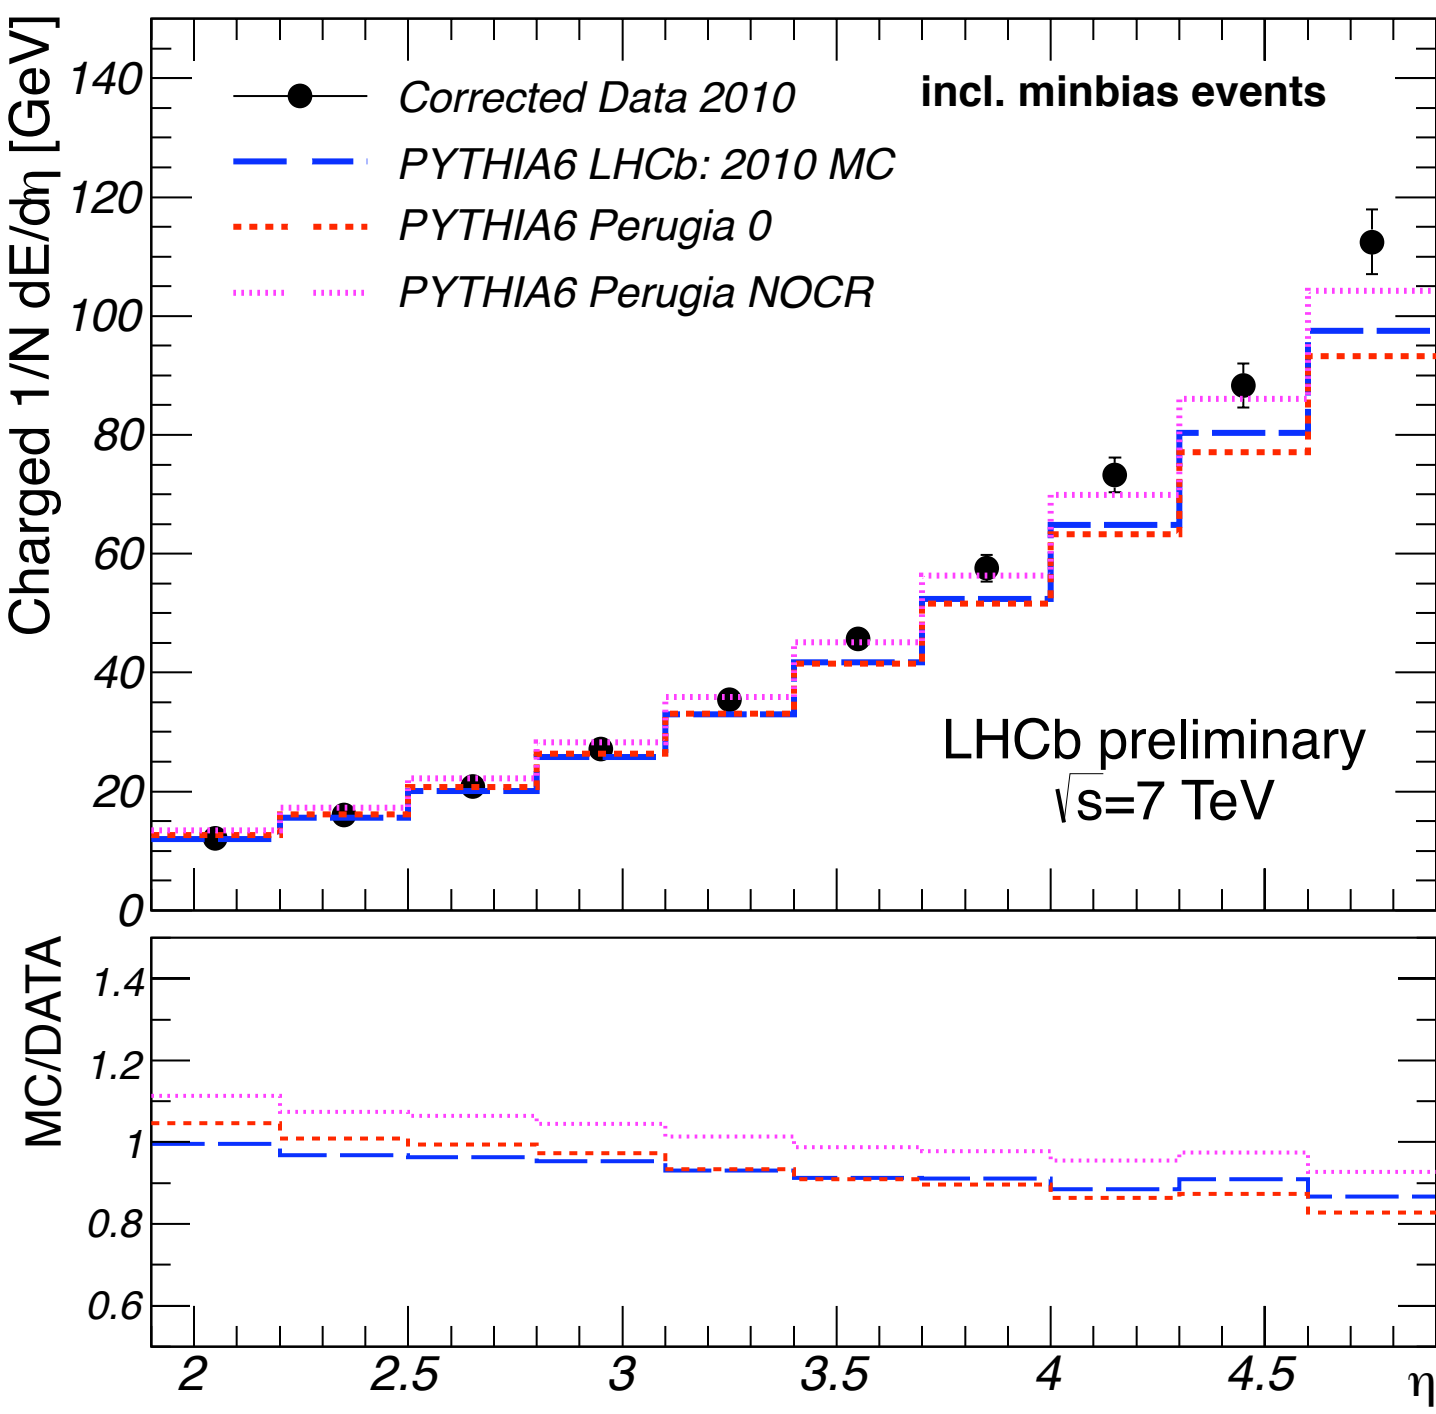 Charged 1/N dE/dη [GeV]
140
120
100
80
60
40
20
0
Corrected Data 2010
PYTHIA6 LHCb: 2010 MC
PYTHIA6 Perugia 0
PYTHIA6 Perugia NOCR
incl. minbias events
LHCb preliminary
√s=7 TeV
MC/DATA
1.4
1.2
1
0.8
0.6
2 2.5 3 3.5 4 4.5 η